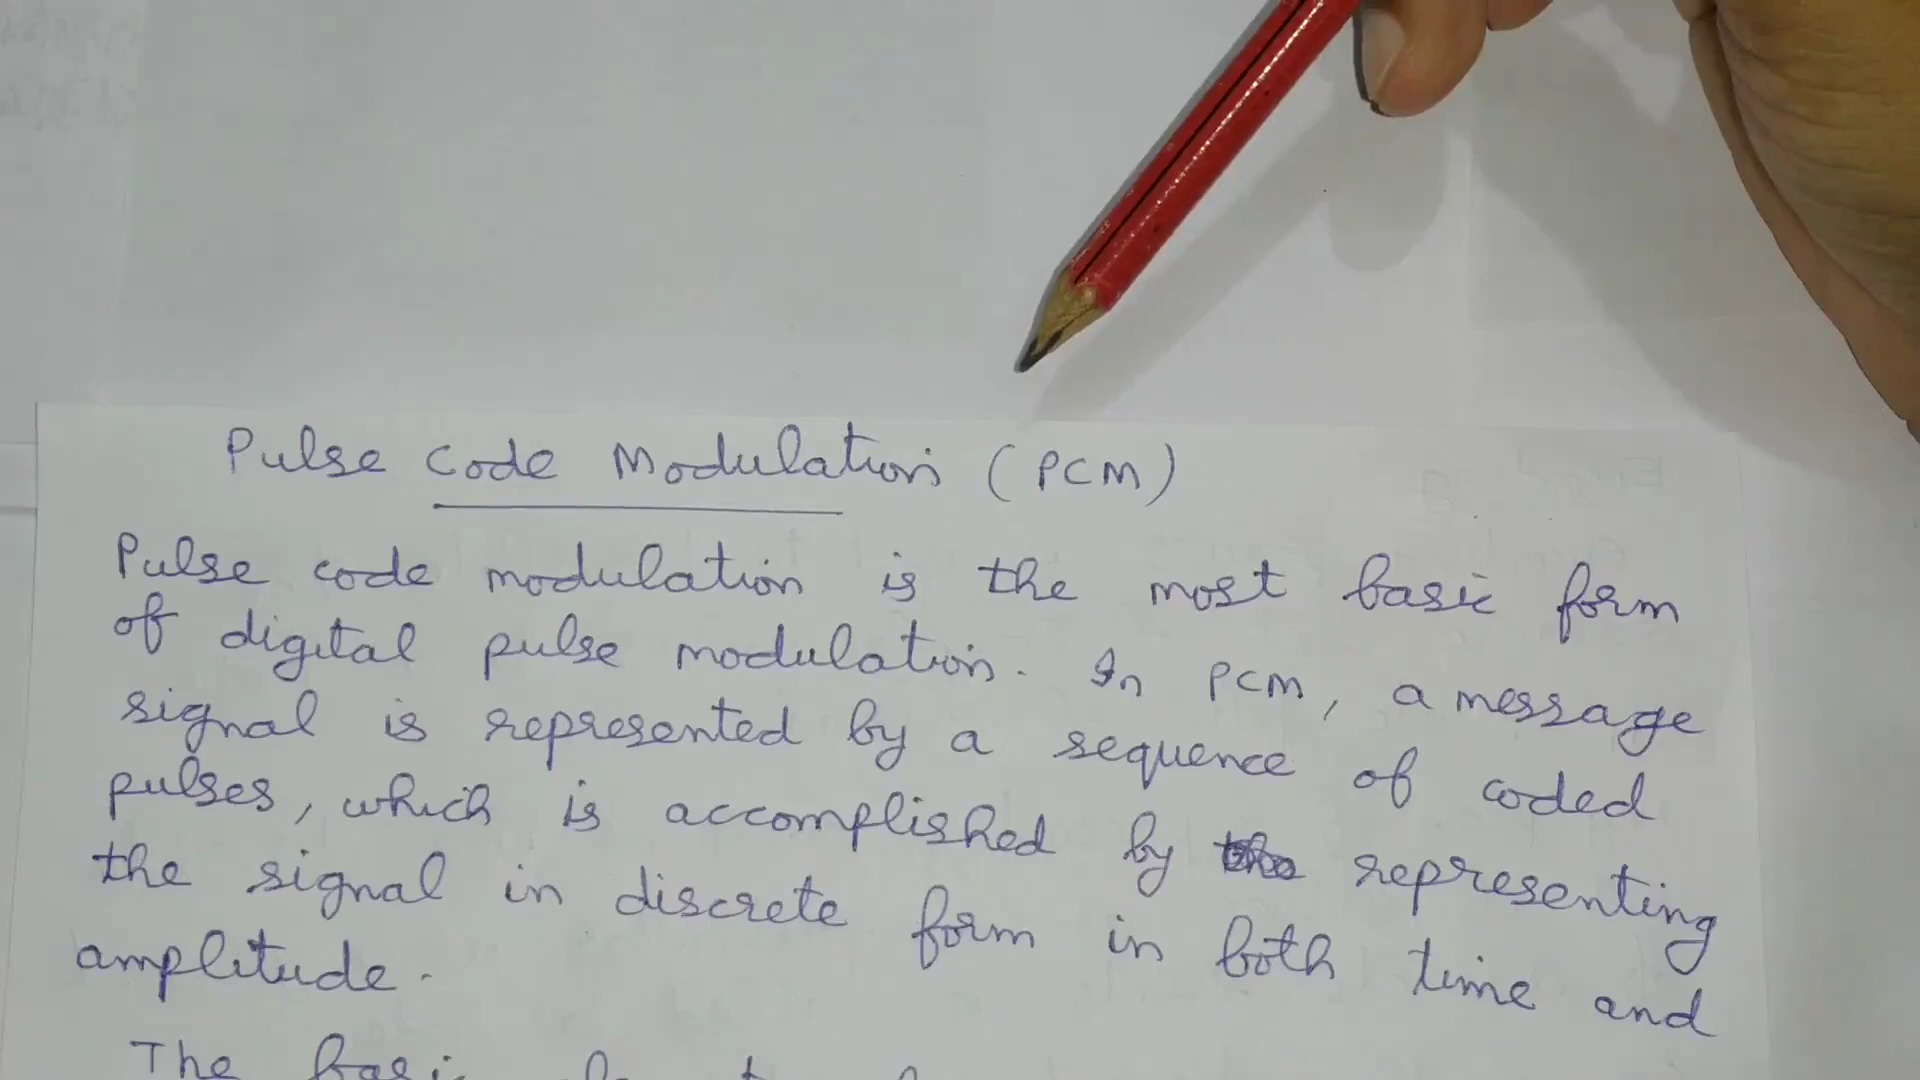 Pulse Code Modulation (PCM)
Pulse code modulation is the most basic form
of digital pulse modulation. In PCM, a message
signal is represented by a sequence of coded
pulses, which is accomplished by the representing
the signal in discrete form in both time and
amplitude.
The basic